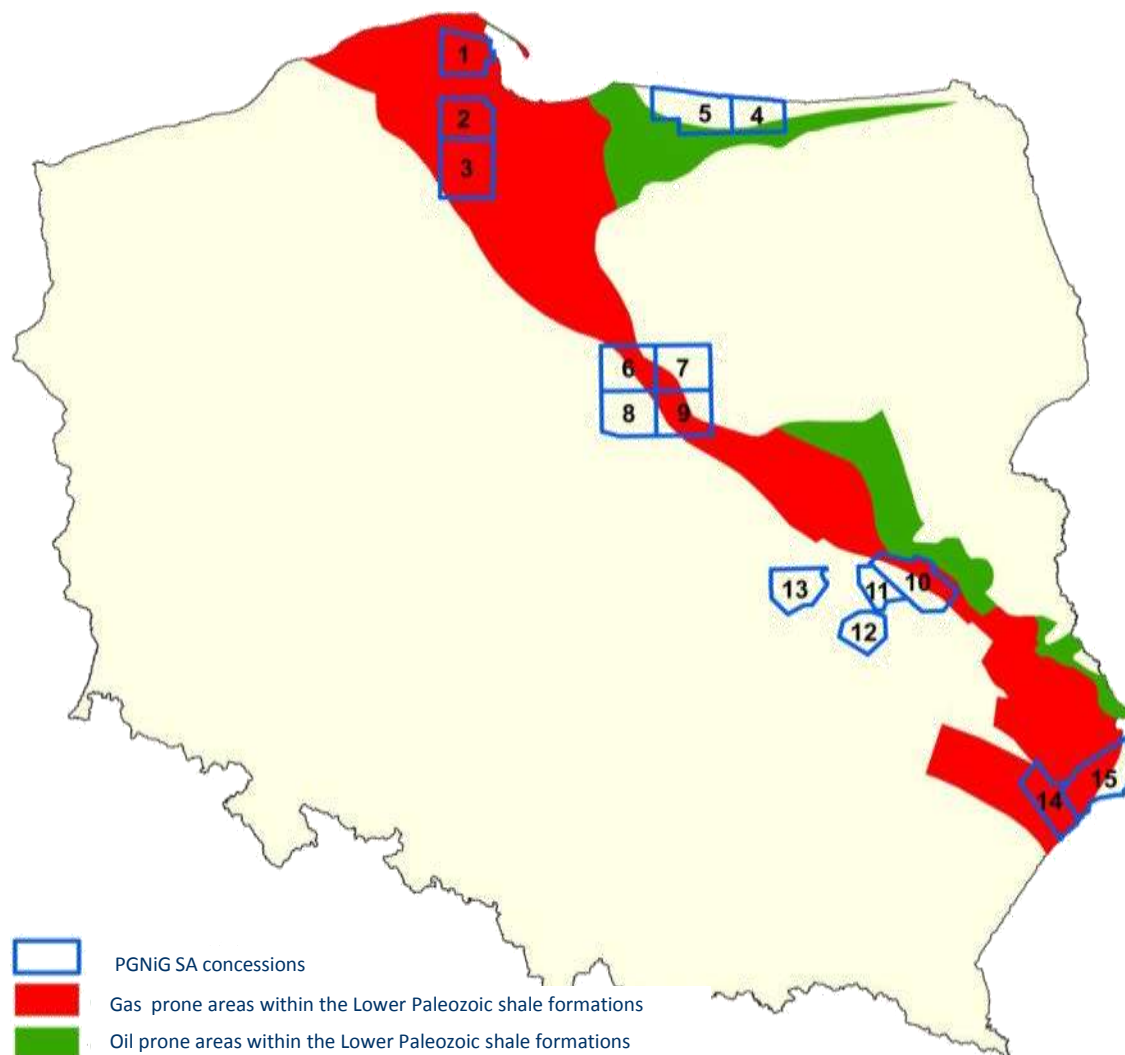 1
5 4
2
3
6 7
8 9
13 11 10
12
15
14
PGNiG SA concessions
Gas prone areas within the Lower Paleozoic shale formations
Oil prone areas within the Lower Paleozoic shale formations